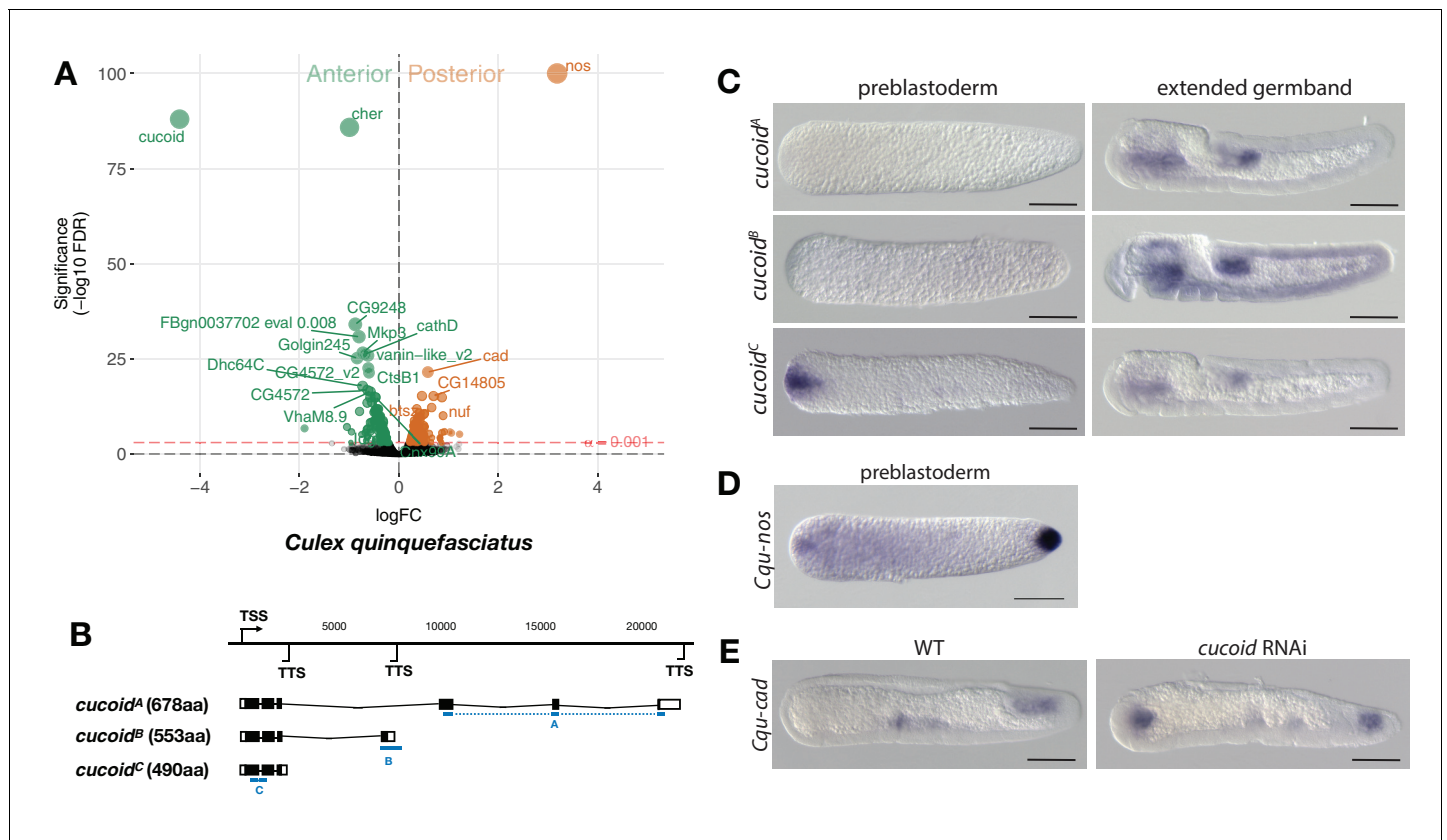 A
Anterior
Posterior
nos
cher
cucoid
100
75
50
25
0
Significance
(−log10 FDR)
CG9248
FBgn0037702 eval 0.008
Mkp3
cathD
Golgin245
vanin−like_v2
cad
Dhc64C
CG4572_v2
CtsB1
CG14805
CG4572
btsz
nuf
VhaM8.9
α = 0.001
Cnx99A
−4
−2
0
2
4
logFC
Culex quinquefasciatus
B
TSS
5000
10000
15000
20000
TTS
TTS
TTS
cucoidA (678aa)
A
cucoidB (553aa)
B
cucoidC (490aa)
C
C
preblastoderm
extended germband
cucoidA
cucoidB
cucoidC
D
preblastoderm
Cqu-nos
E
WT
cucoid RNAi
Cqu-cad